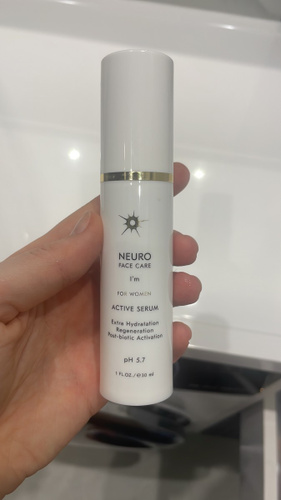 NEURO
FACE CARE
I'm
FOR WOMEN
ACTIVE SERUM
Extra Hydratation
Regeneration
Post-biotic Activation
pH 5.7
1 FL.OZ./℮30 ml